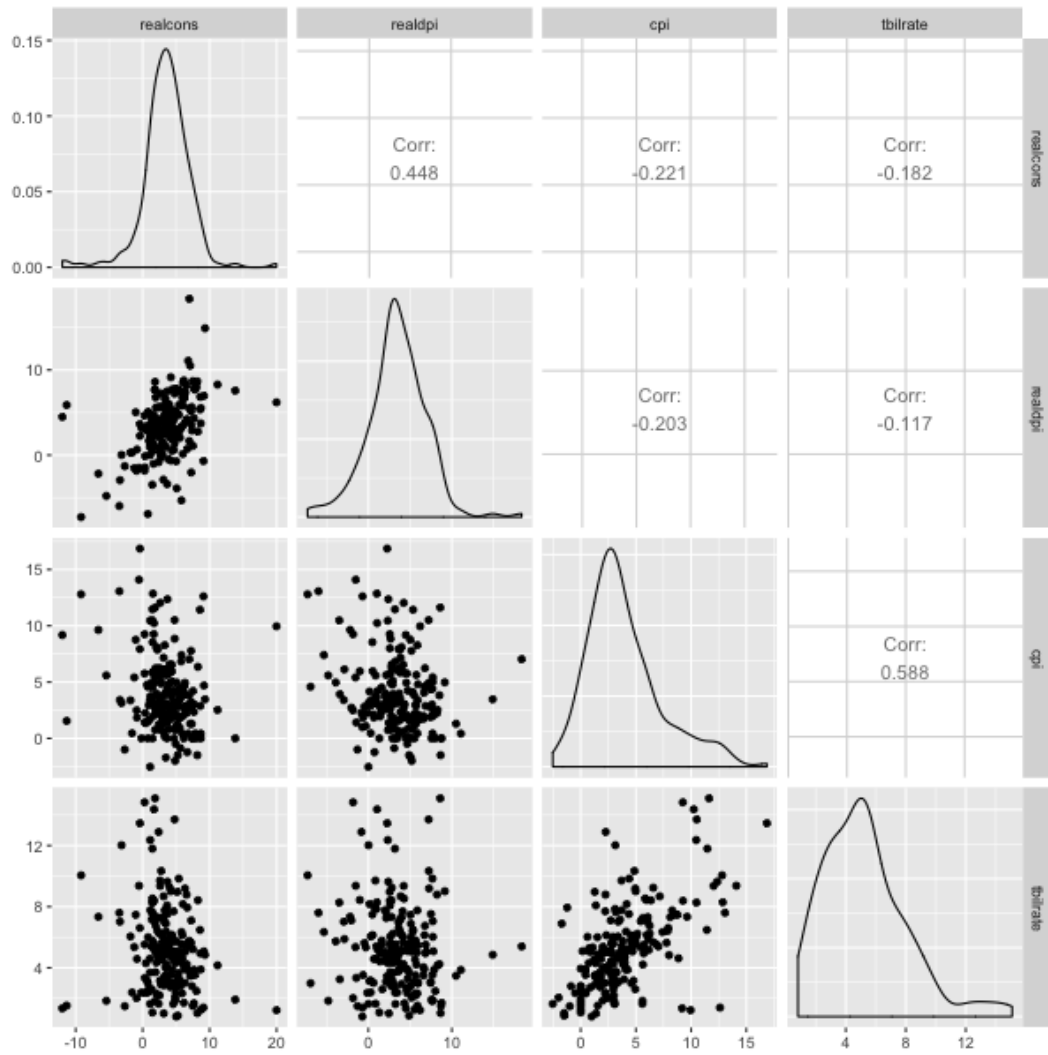 realcons
realdpi
cpi
tbilrate
0.15
0.10
0.05
0.00
Corr:
0.448
Corr:
-0.221
Corr:
-0.182
realcons
10
0
Corr:
-0.203
Corr:
-0.117
realdpi
15
10
5
0
Corr:
0.588
cpi
12
8
4
tbilrate
-10
0
10
20
0
10
0
5
10
15
4
8
12